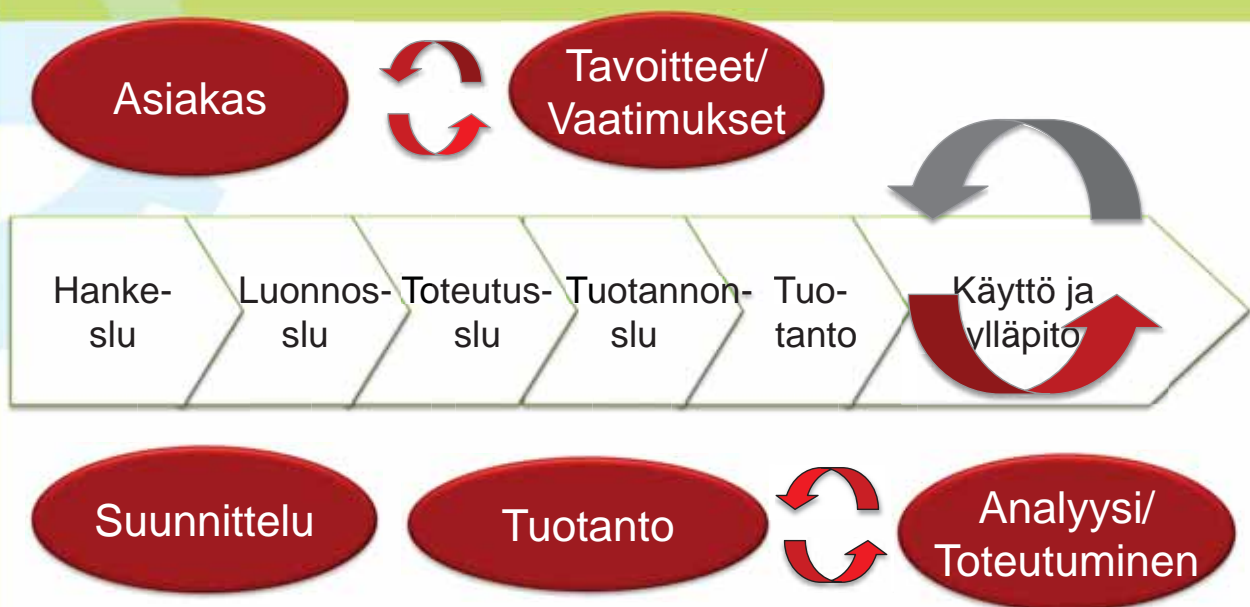 Asiakas
Tavoitteet/
Vaatimukset
Hanke-
slu
Luonnos-
slu
Toteutus-
slu
Tuotannon-
slu
Tuo-
tanto
Käyttö ja
ylläpito
Suunnittelu
Tuotanto
Analyysi/
Toteutuminen